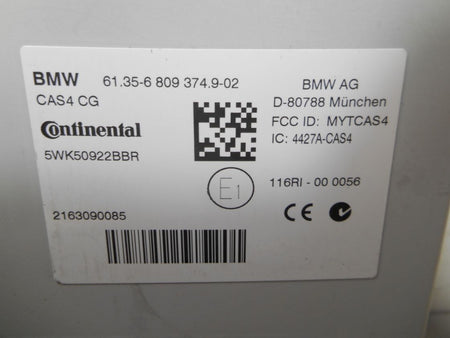 BMW 61.35-6 809 374.9-02
CAS4 CG
Continental
5WK50922BBR
2163090085
BMW AG
D-80788 München
FCC ID: MYTCAS4
IC: 4427A-CAS4
E1
116RI - 00 0056
CE